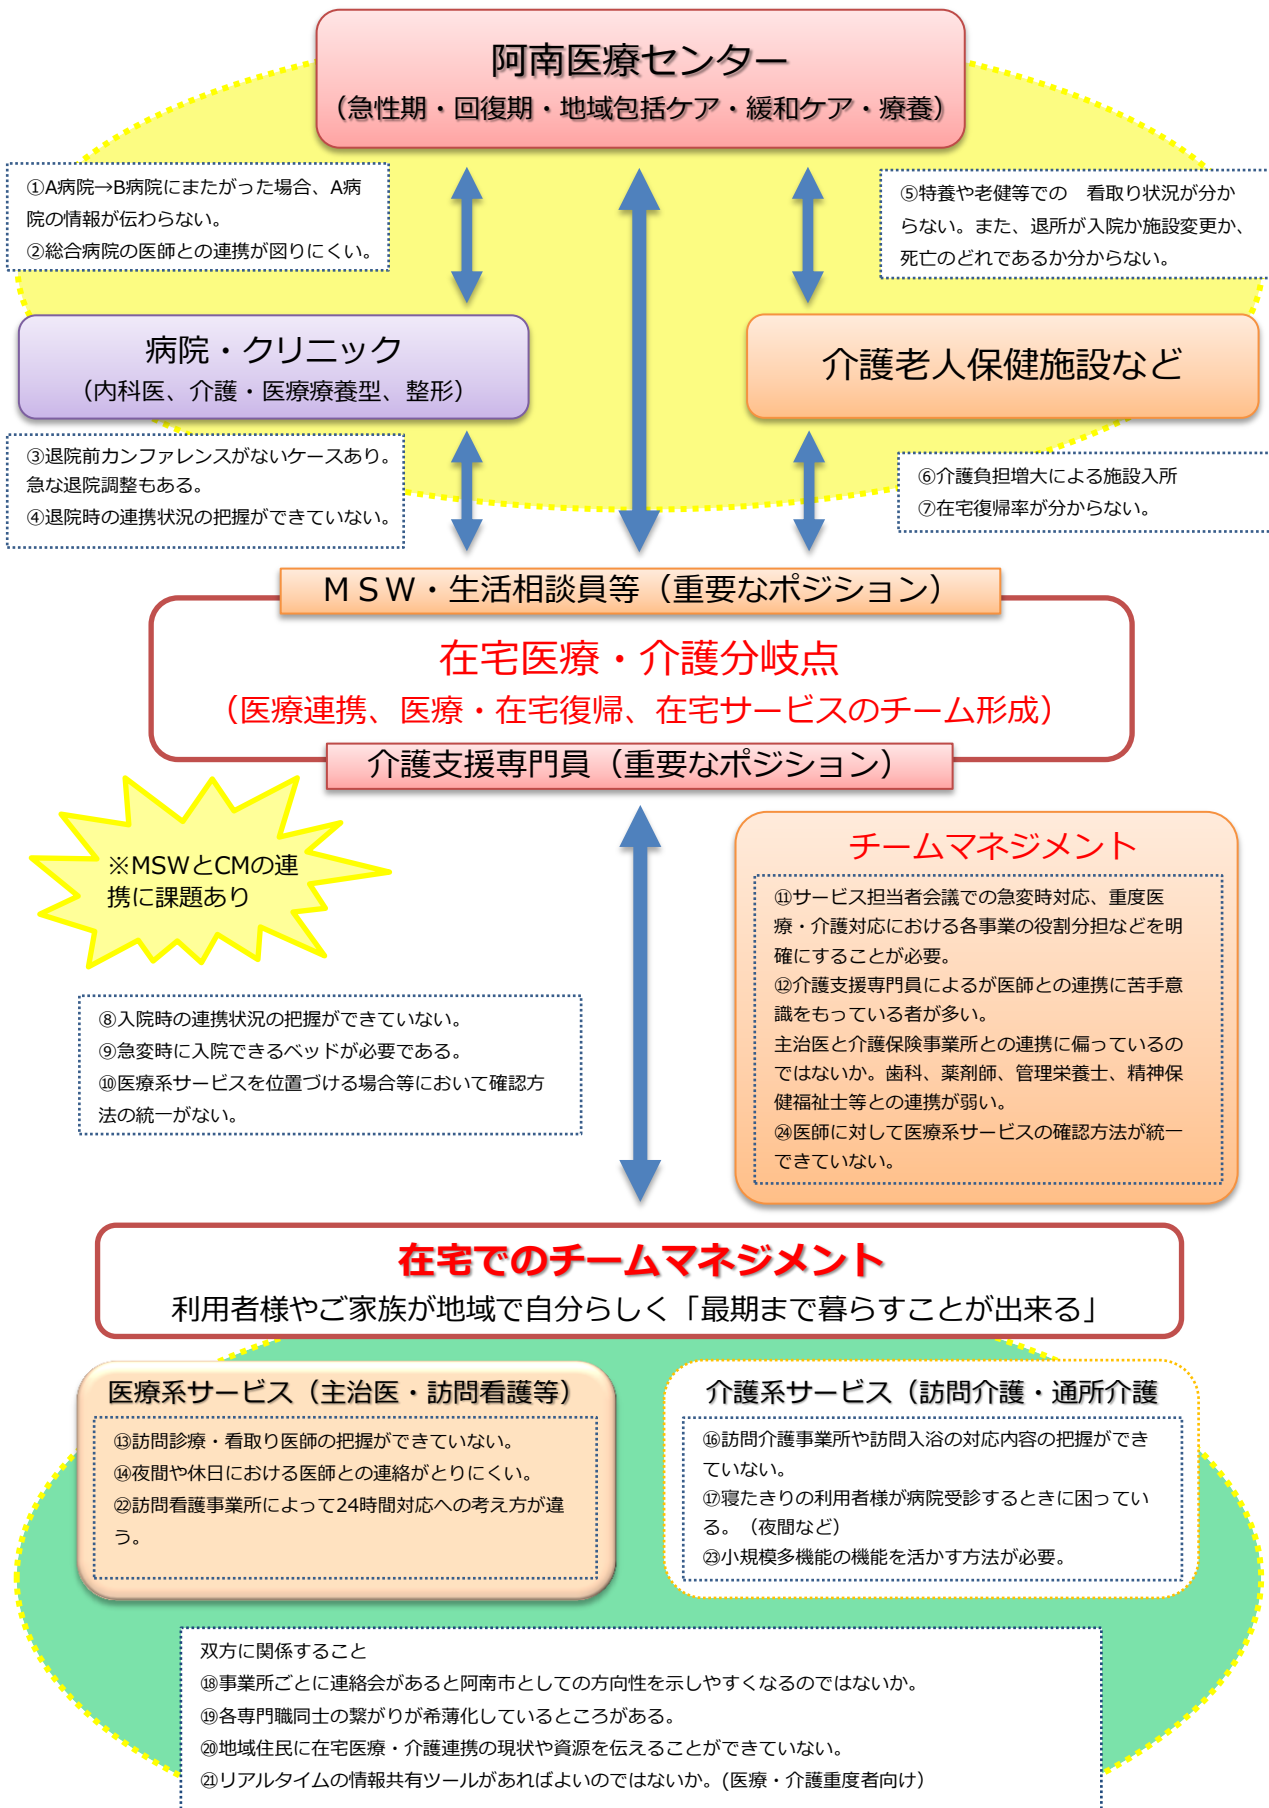 阿南医療センター
（急性期・回復期・地域包括ケア・緩和ケア・療養）
①A病院→B病院にまたがった場合、A病
院の情報が伝わらない。
②総合病院の医師との連携が図りにくい。
⑤特養や老健等での　看取り状況が分か
らない。また、退所が入院か施設変更か、
死亡のどれであるか分からない。
病院・クリニック
（内科医、介護・医療療養型、整形）
介護老人保健施設など
③退院前カンファレンスがないケースあり。
急な退院調整もある。
④退院時の連携状況の把握ができていない。
⑥介護負担増大による施設入所
⑦在宅復帰率が分からない。
ＭＳＷ・生活相談員等（重要なポジション）
在宅医療・介護分岐点
（医療連携、医療・在宅復帰、在宅サービスのチーム形成）
介護支援専門員（重要なポジション）
※MSWとCMの連
携に課題あり
チームマネジメント
⑪サービス担当者会議での急変時対応、重度医
療・介護対応における各事業の役割分担などを明
確にすることが必要。
⑫介護支援専門員によるが医師との連携に苦手意
識をもっている者が多い。
主治医と介護保険事業所との連携に偏っているの
ではないか。歯科、薬剤師、管理栄養士、精神保
健福祉士等との連携が弱い。
㉔医師に対して医療系サービスの確認方法が統一
できていない。
⑧入院時の連携状況の把握ができていない。
⑨急変時に入院できるベッドが必要である。
⑩医療系サービスを位置づける場合等において確認方
法の統一がない。
在宅でのチームマネジメント
利用者様やご家族が地域で自分らしく「最期まで暮らすことが出来る」
医療系サービス（主治医・訪問看護等）
⑬訪問診療・看取り医師の把握ができていない。
⑭夜間や休日における医師との連絡がとりにくい。
㉒訪問看護事業所によって24時間対応への考え方が違
う。
介護系サービス（訪問介護・通所介護
⑯訪問介護事業所や訪問入浴の対応内容の把握ができ
ていない。
⑰寝たきりの利用者様が病院受診するときに困ってい
る。（夜間など）
㉓小規模多機能の機能を活かす方法が必要。
双方に関係すること
⑱事業所ごとに連絡会があると阿南市としての方向性を示しやすくなるのではないか。
⑲各専門職同士の繋がりが希薄化しているところがある。
⑳地域住民に在宅医療・介護連携の現状や資源を伝えることができていない。
㉑リアルタイムの情報共有ツールがあればよいのではないか。(医療・介護重度者向け）